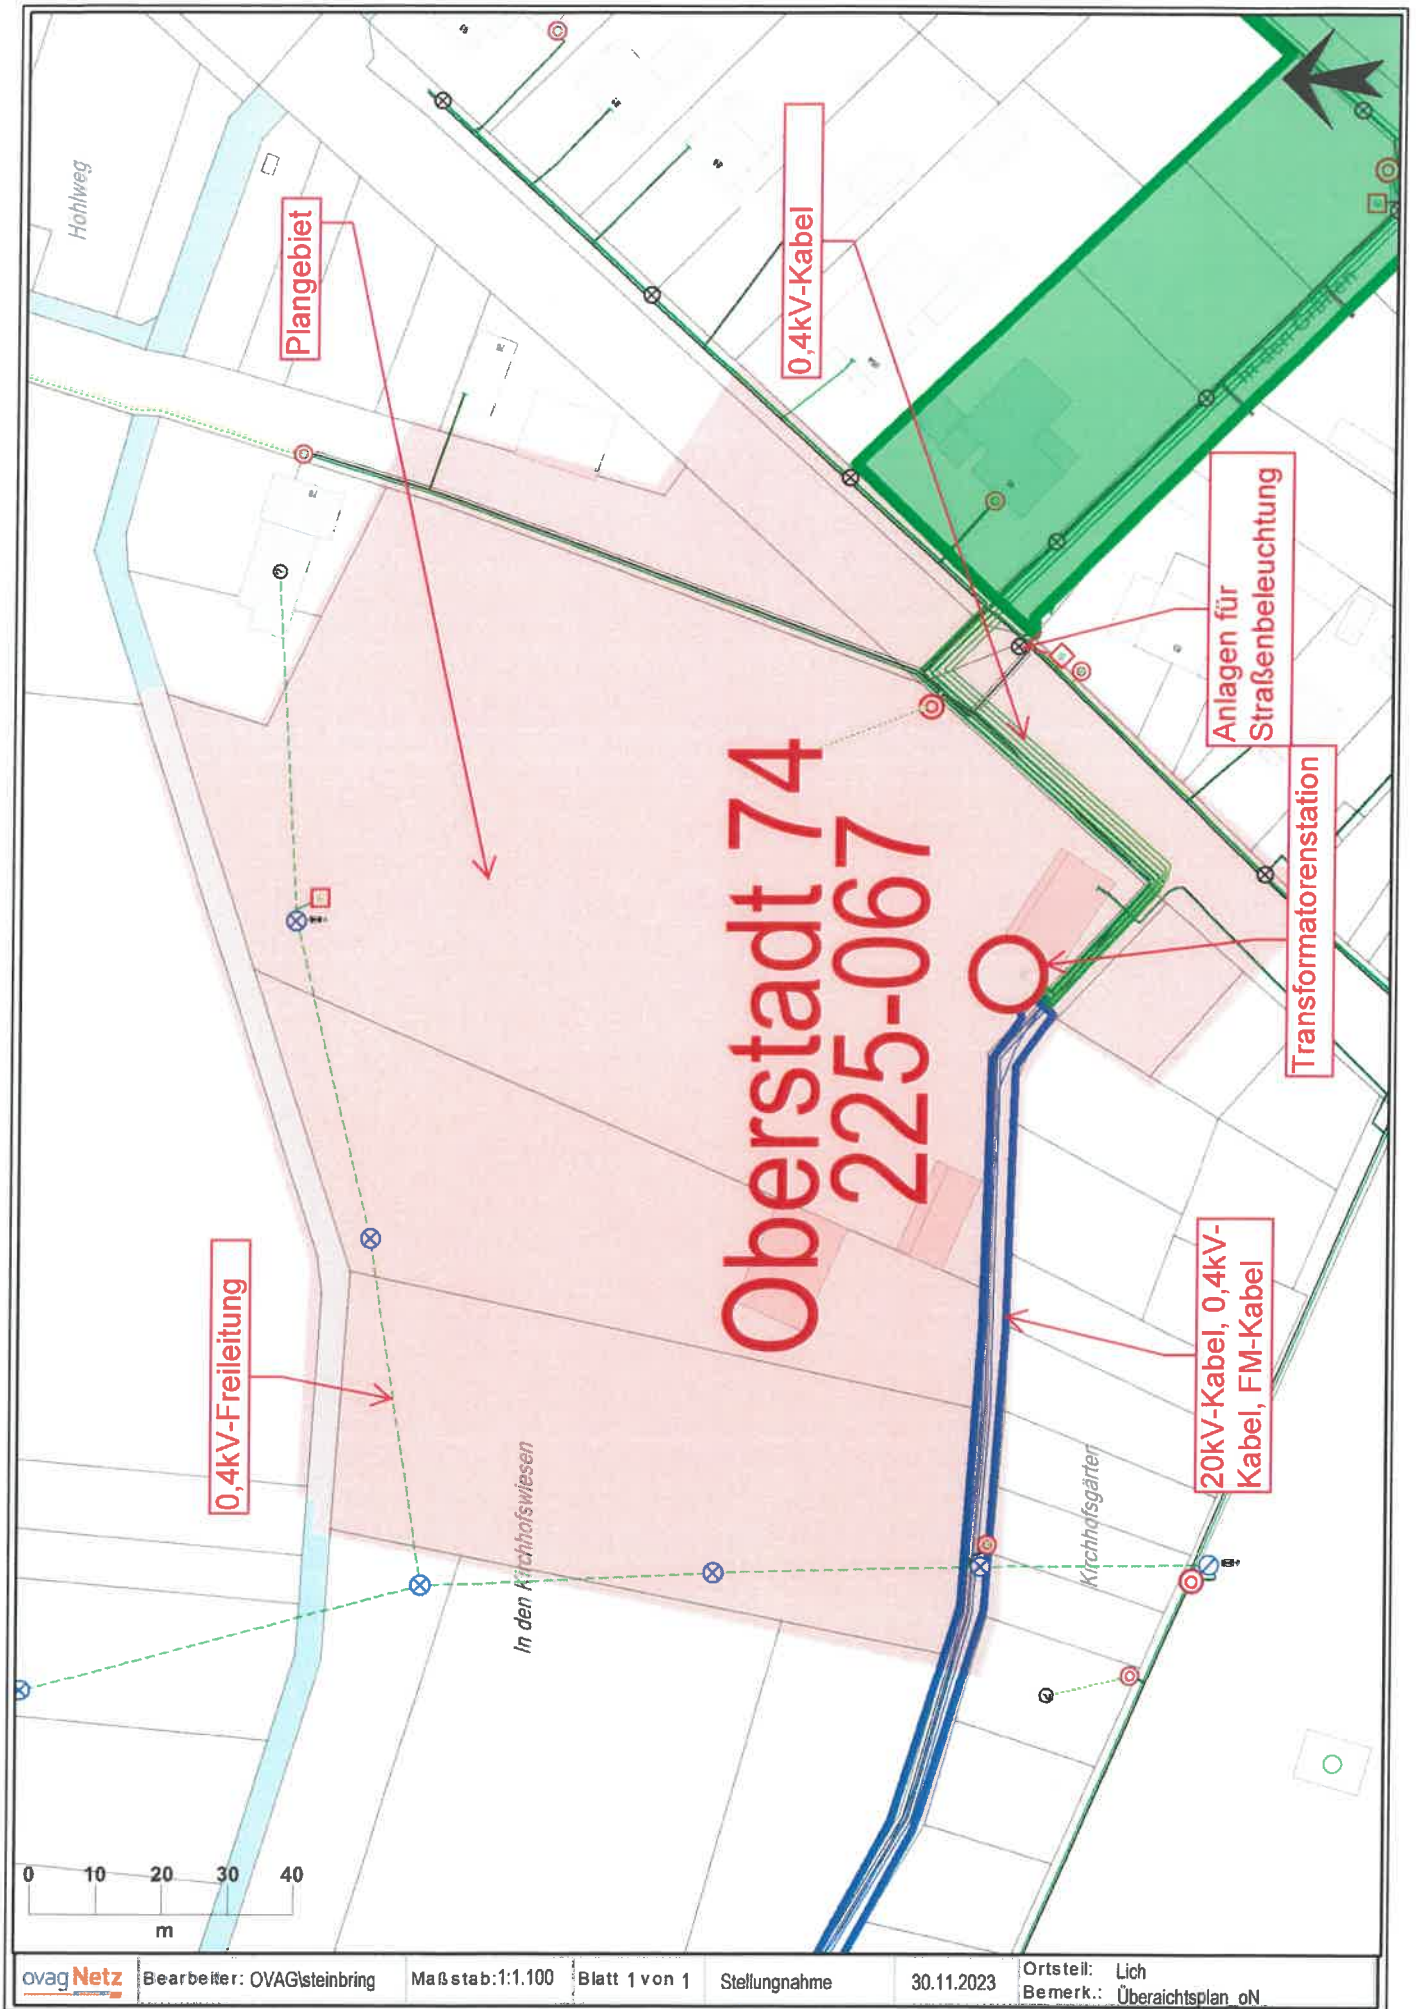 Hohlweg
Plangebiet
0,4kV-Kabel
Anlagen für
Straßenbeleuchtung
Transformatorenstation
Oberstadt 74
225-067
0,4kV-Freileitung
In den Kirchhofswiesen
Kirchhofsgärten
20kV-Kabel, 0,4kV-
Kabel, FM-Kabel
0 10 20 30 40
m
ovag Netz
Bearbeiter: OVAG\steinbring
Maßstab:1:1.100
Blatt 1 von 1
Stellungnahme
30.11.2023
Ortsteil: Lich
Bemerk.: Überaichtsplan_oN_